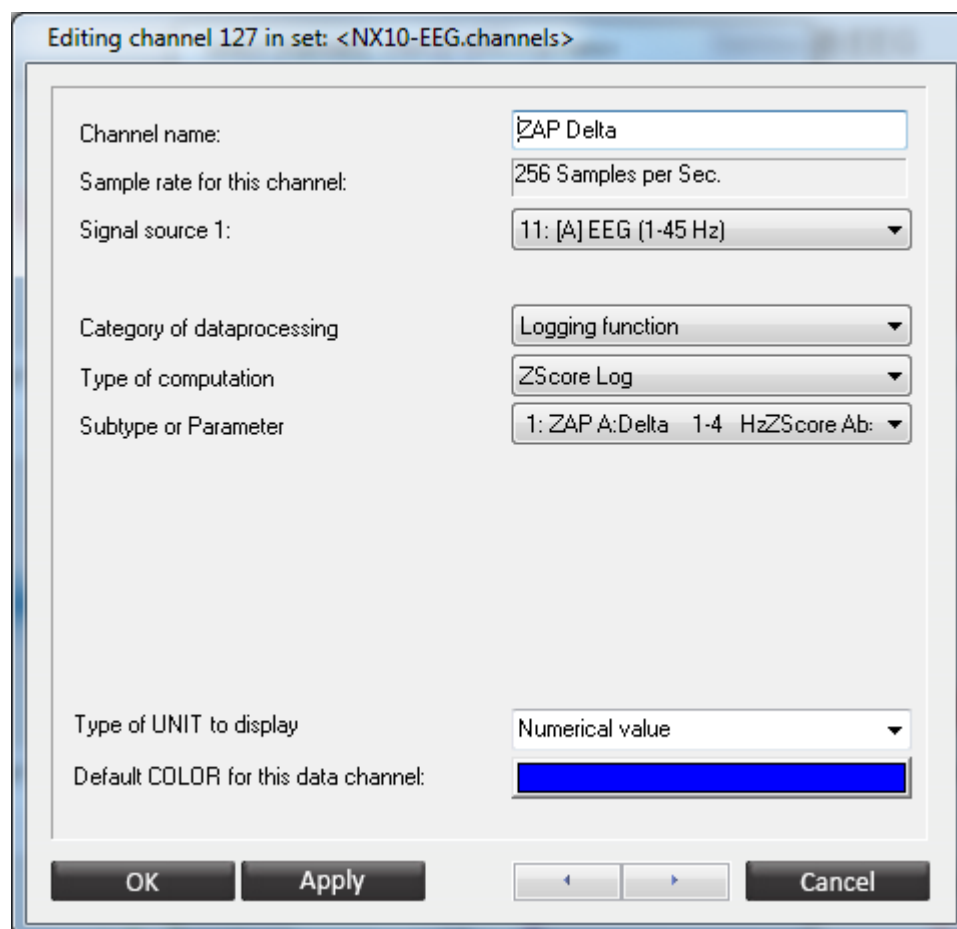 Editing channel 127 in set: <NX10-EEG.channels>
Channel name: ZAP Delta
Sample rate for this channel: 256 Samples per Sec.
Signal source 1: 11: [A] EEG (1-45 Hz)
Category of dataprocessing Logging function
Type of computation ZScore Log
Subtype or Parameter 1: ZAP A:Delta 1-4 HzZScore Ab:
Type of UNIT to display Numerical value
Default COLOR for this data channel:
OK Apply Cancel